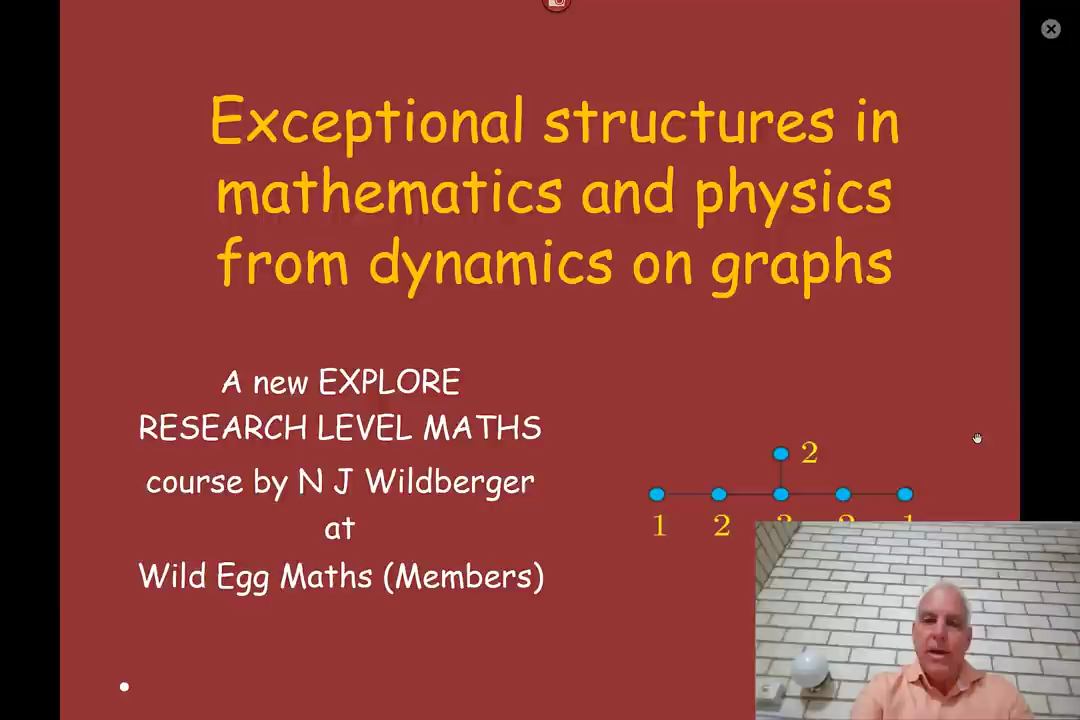 Exceptional structures in
mathematics and physics
from dynamics on graphs
A new EXPLORE
RESEARCH LEVEL MATHS
course by N J Wildberger
at
Wild Egg Maths (Members)
2
1 2